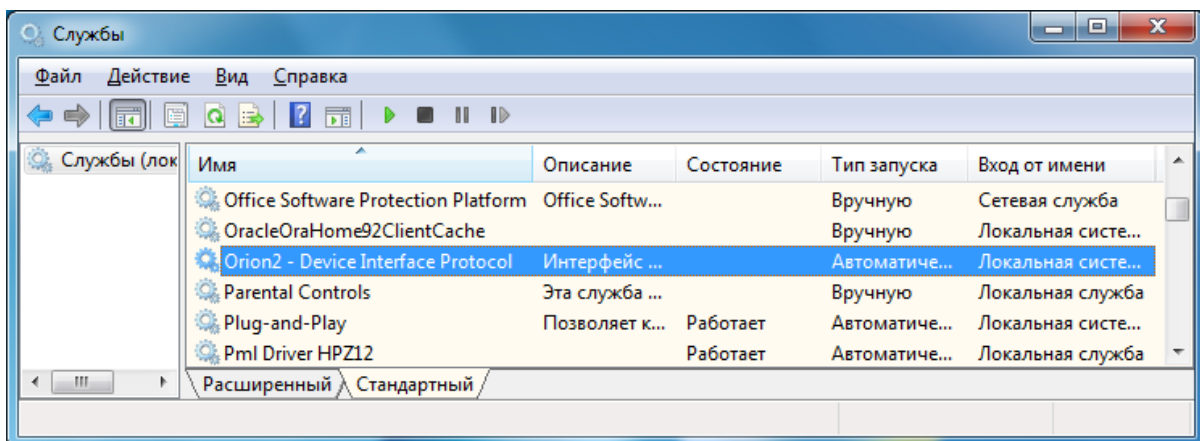 Службы
Файл Действие Вид Справка
Службы (лок
Имя Описание Состояние Тип запуска Вход от имени
Office Software Protection Platform Office Softw... Вручную Сетевая служба
OracleOraHome92ClientCache Вручную Локальная систе...
Orion2 - Device Interface Protocol Интерфейс ... Автоматиче... Локальная систе...
Parental Controls Эта служба ... Вручную Локальная служба
Plug-and-Play Позволяет к... Работает Автоматиче... Локальная систе...
Pml Driver HPZ12 Работает Автоматиче... Локальная служба
Расширенный Стандартный